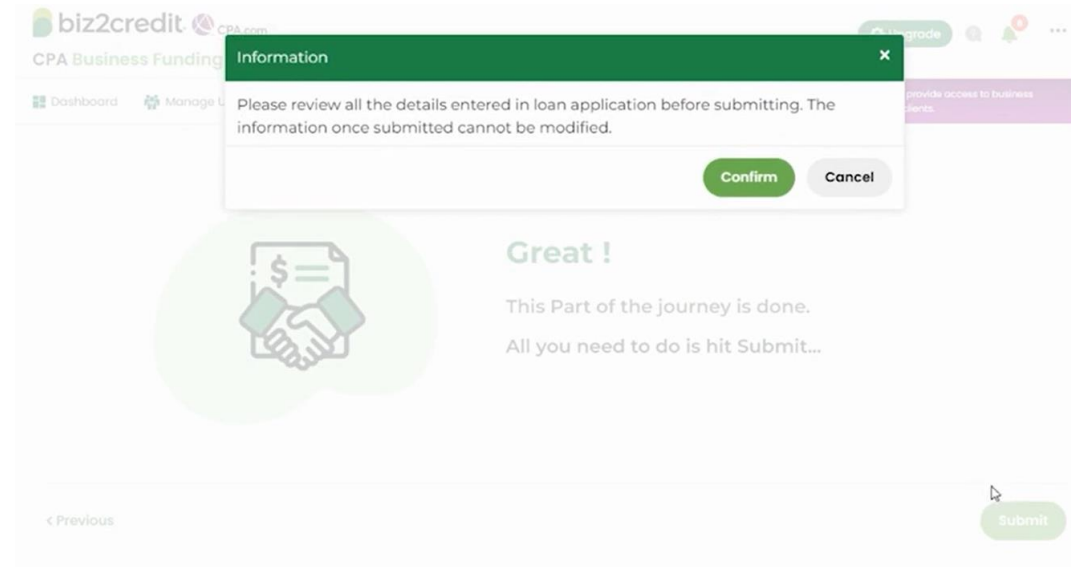 biz2credit CPA.com
Upgrade
CPA Business Funding
Information
Dashboard
Manage
provide access to business
clients.
Please review all the details entered in loan application before submitting. The
information once submitted cannot be modified.
Confirm
Cancel
$
Great !
This Part of the journey is done.
All you need to do is hit Submit...
< Previous
Submit